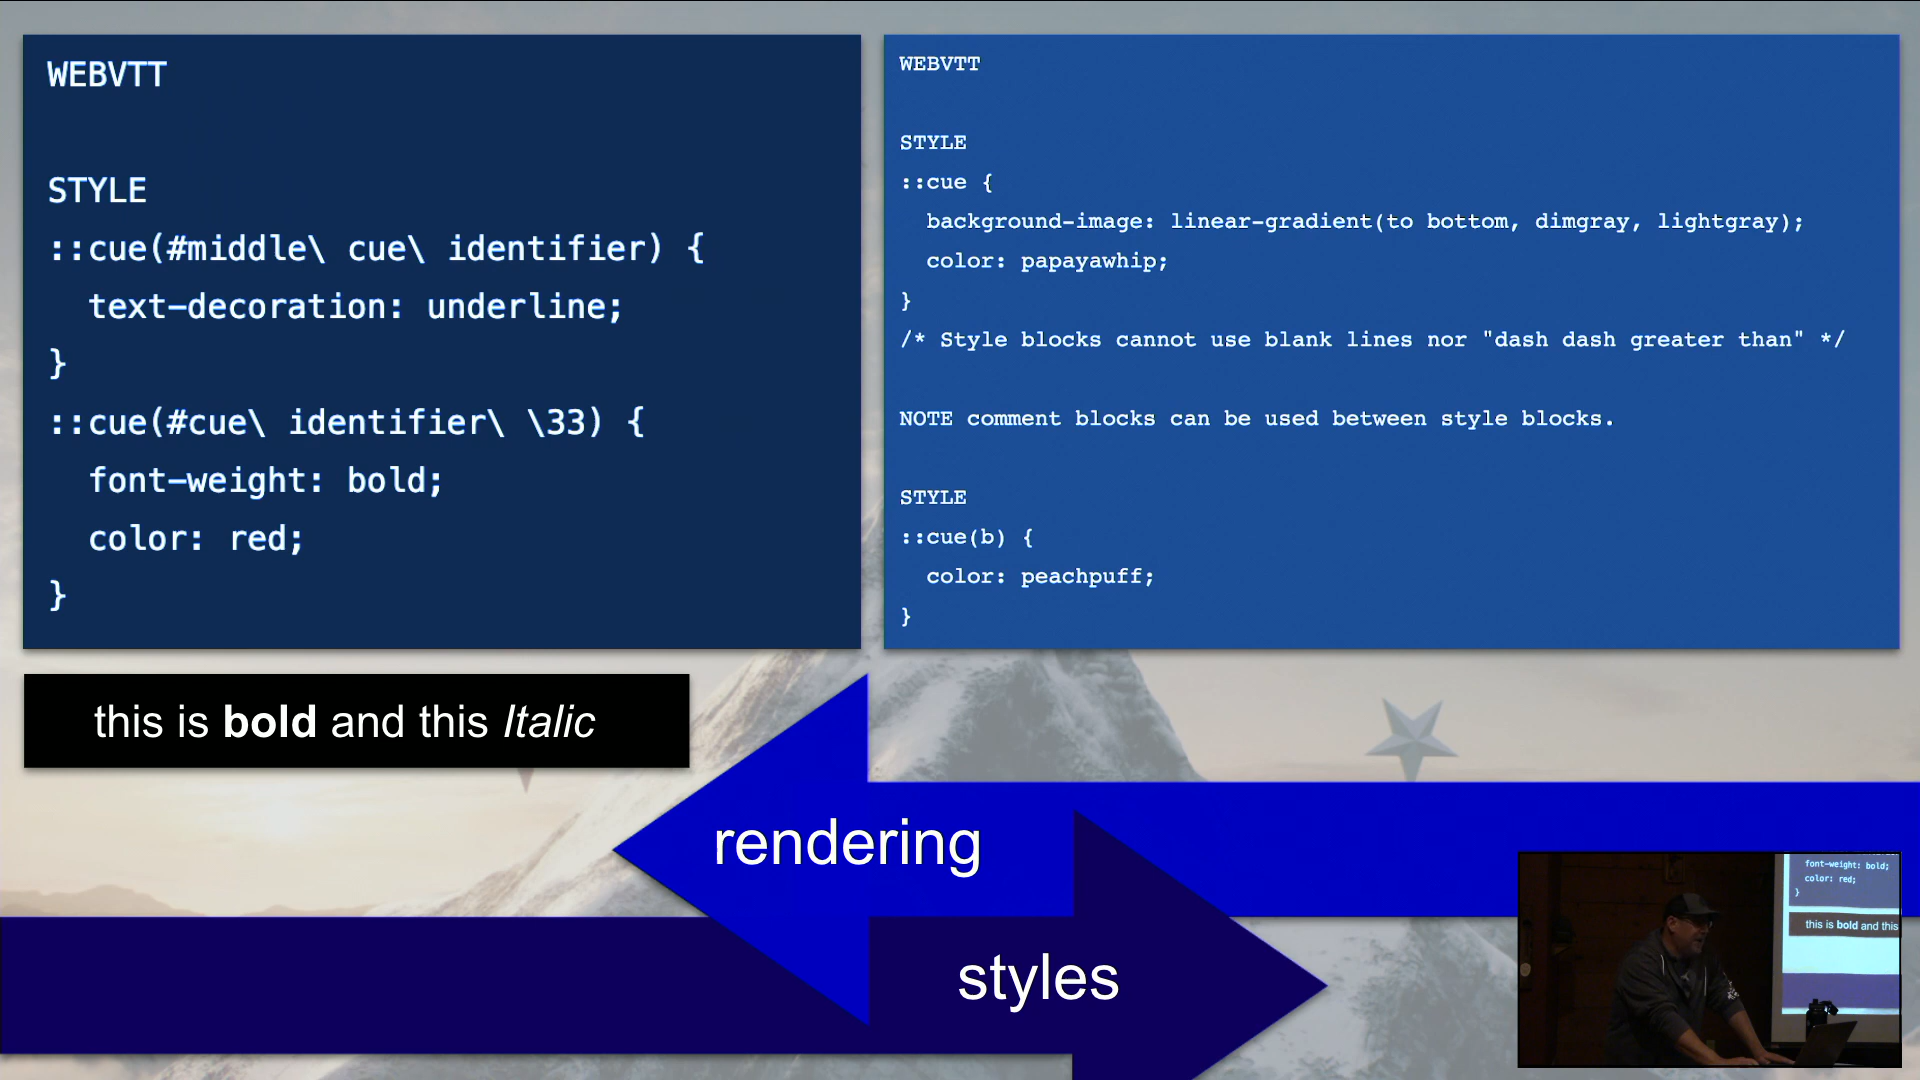 WEBVTT
STYLE
::cue(#middle\ cue\ identifier) {
  text-decoration: underline;
}
::cue(#cue\ identifier\ \33) {
  font-weight: bold;
  color: red;
}
WEBVTT
STYLE
::cue {
  background-image: linear-gradient(to bottom, dimgray, lightgray);
  color: papayawhip;
}
/* Style blocks cannot use blank lines nor "dash dash greater than" */
NOTE comment blocks can be used between style blocks.
STYLE
::cue(b) {
  color: peachpuff;
}
this is bold and this Italic
rendering
styles
font-weight: bold;
color: red;
}
this is bold and this